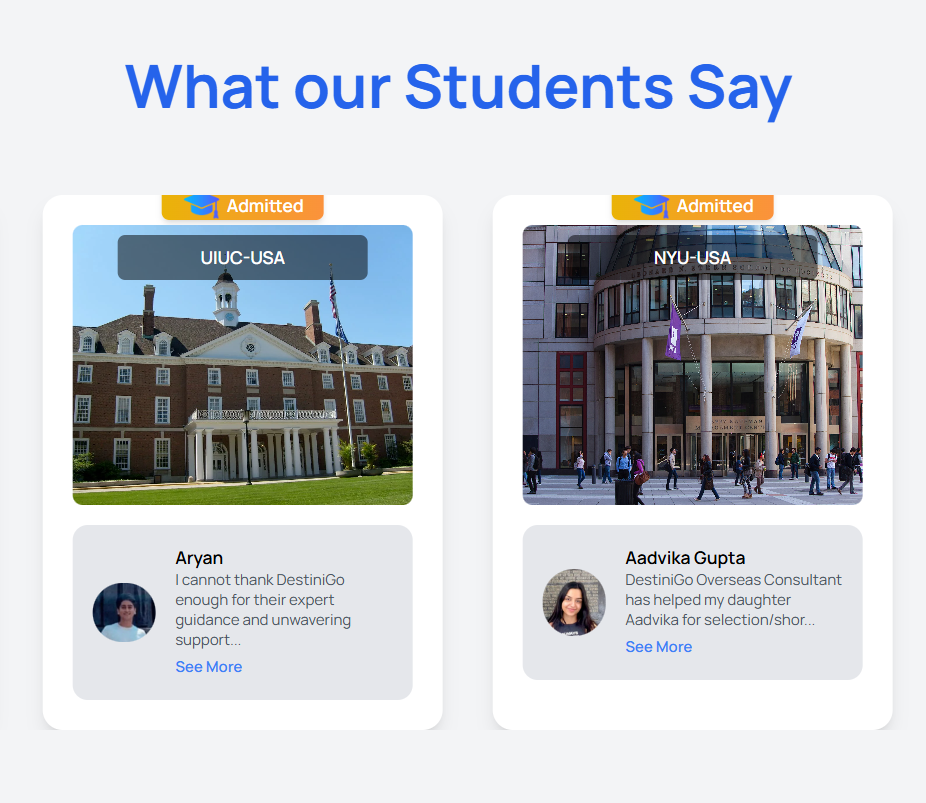 What our Students Say
Admitted
UIUC-USA
Aryan
I cannot thank DestiniGo
enough for their expert
guidance and unwavering
support...
See More
Admitted
NYU-USA
Aadvika Gupta
DestiniGo Overseas Consultant
has helped my daughter
Aadvika for selection/shor...
See More